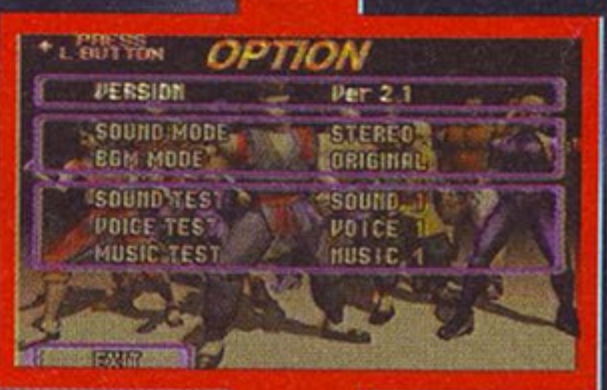 PRESS
L BUTTON
OPTION
VERSION Ver 2.1
SOUND MODE STEREO
BGM MODE ORIGINAL
SOUND TEST SOUND 1
VOICE TEST VOICE 1
MUSIC TEST MUSIC 1
EXIT